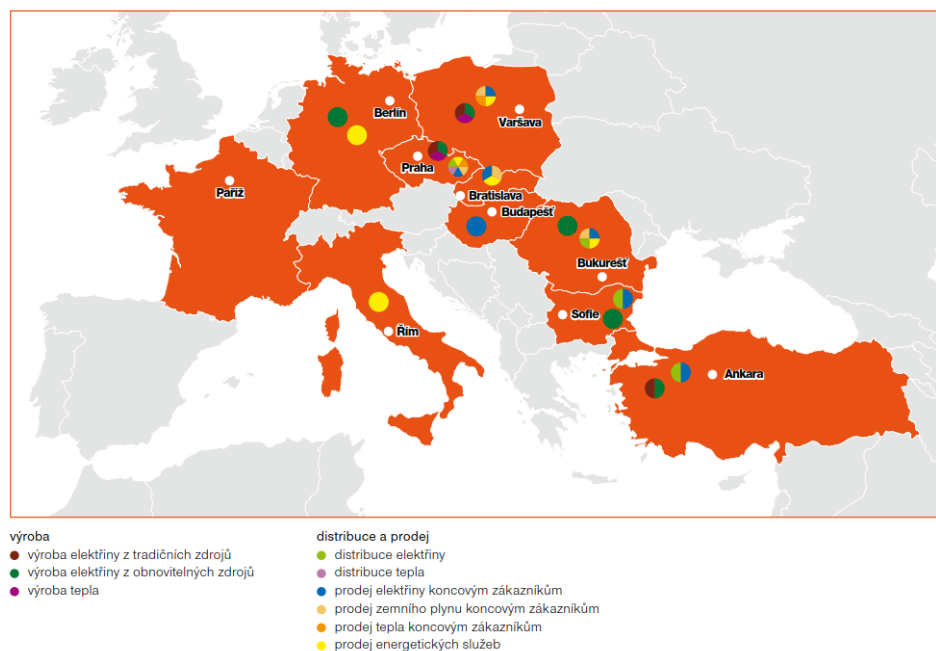 Berlín
Varšava
Praha
Paříž
Bratislava
Budapešť
Bukurešť
Sofie
Řím
Ankara
výroba
výroba elektřiny z tradičních zdrojů
výroba elektřiny z obnovitelných zdrojů
výroba tepla
distribuce a prodej
distribuce elektřiny
distribuce tepla
prodej elektřiny koncovým zákazníkům
prodej zemního plynu koncovým zákazníkům
prodej tepla koncovým zákazníkům
prodej energetických služeb